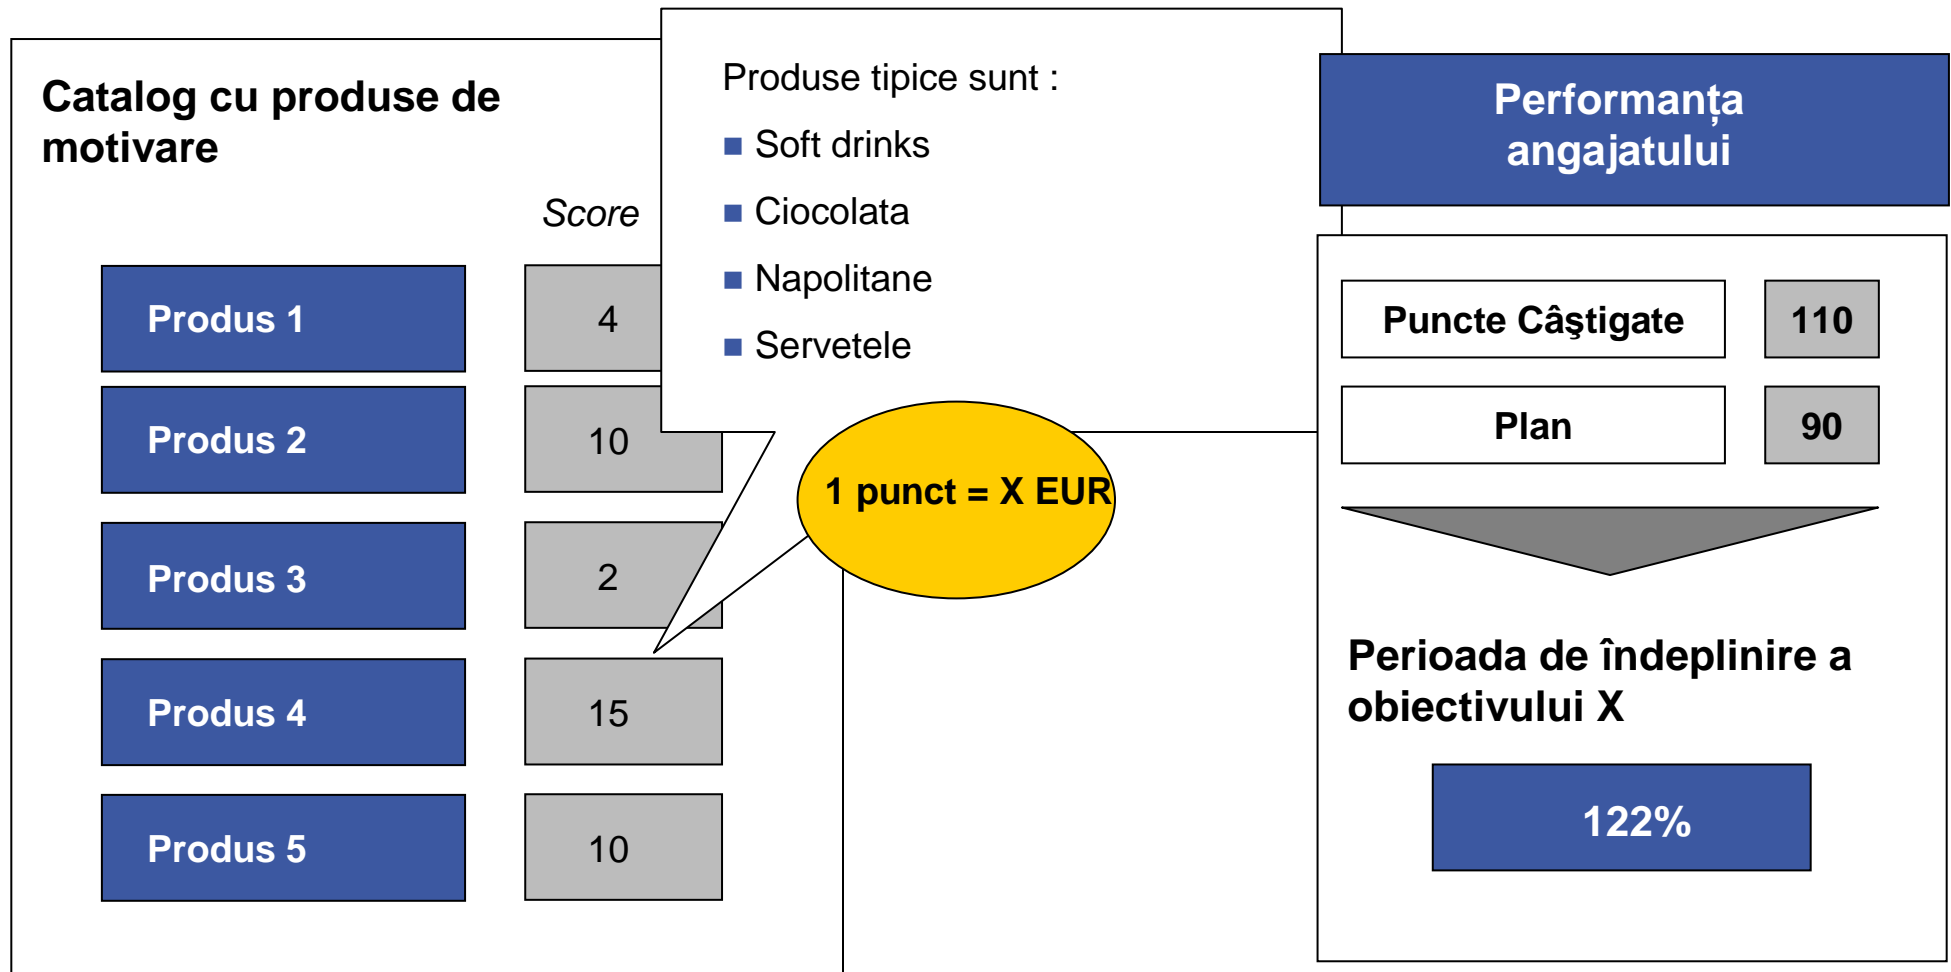 Catalog cu produse de
motivare
Score
Produs 1
4
Produs 2
10
Produs 3
2
Produs 4
15
Produs 5
10
Produse tipice sunt :
Soft drinks
Ciocolata
Napolitane
Servetele
1 punct = X EUR
Performanța
angajatului
Puncte Câştigate
110
Plan
90
Perioada de îndeplinire a
obiectivului X
122%